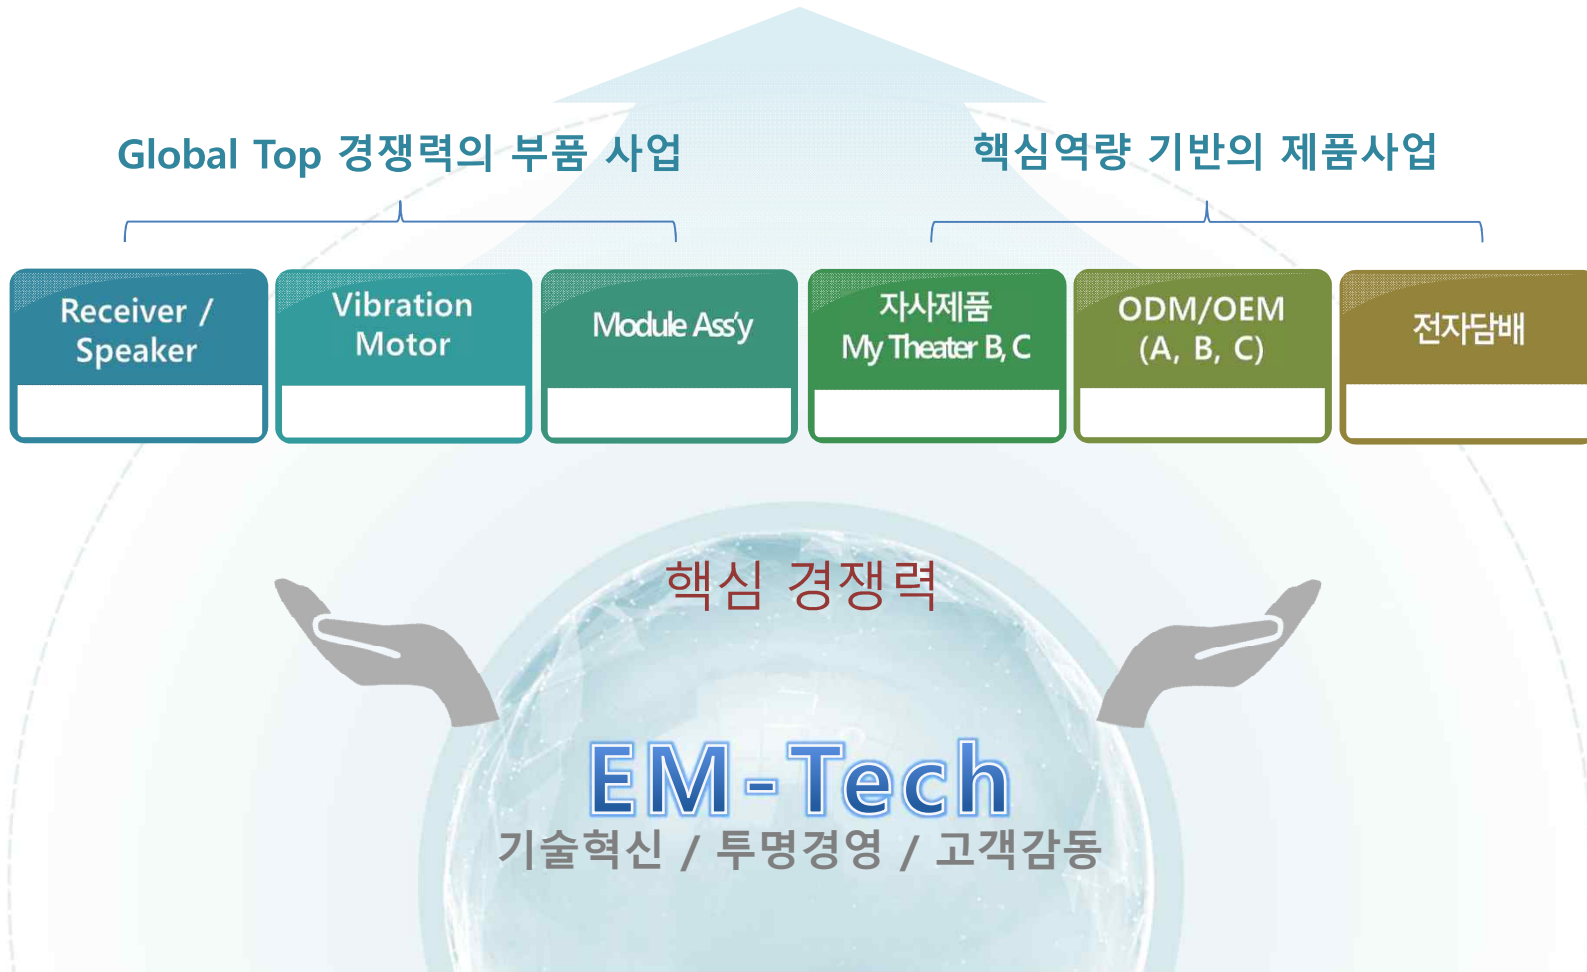 Global Top 경쟁력의 부품 사업
핵심역량 기반의 제품사업
Receiver /
Speaker
Vibration
Motor
Module Ass'y
자사제품
My Theater B, C
ODM/OEM
(A, B, C)
전자담배
핵심 경쟁력
EM-Tech
기술혁신 / 투명경영 / 고객감동